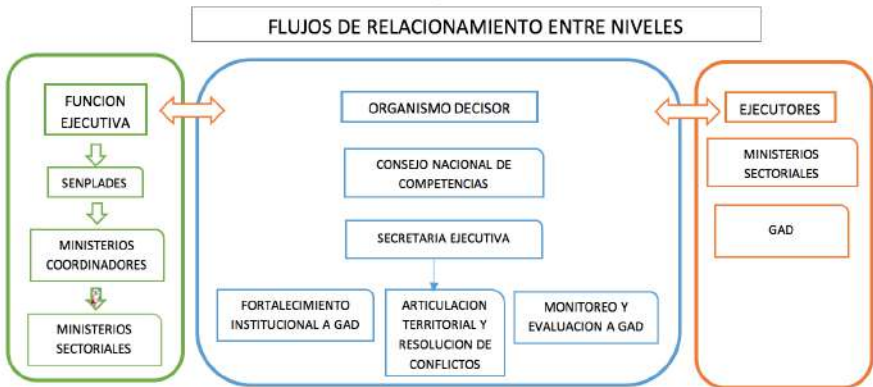 FLUJOS DE RELACIONAMIENTO ENTRE NIVELES
FUNCION
EJECUTIVA
SENPLADES
MINISTERIOS
COORDINADORES
MINISTERIOS
SECTORIALES
ORGANISMO DECISOR
CONSEJO NACIONAL DE
COMPETENCIAS
SECRETARIA EJECUTIVA
FORTALECIMIENTO
INSTITUCIONAL A GAD
ARTICULACION
TERRITORIAL Y
RESOLUCION DE
CONFLICTOS
MONITOREO Y
EVALUACION A GAD
EJECUTORES
MINISTERIOS
SECTORIALES
GAD